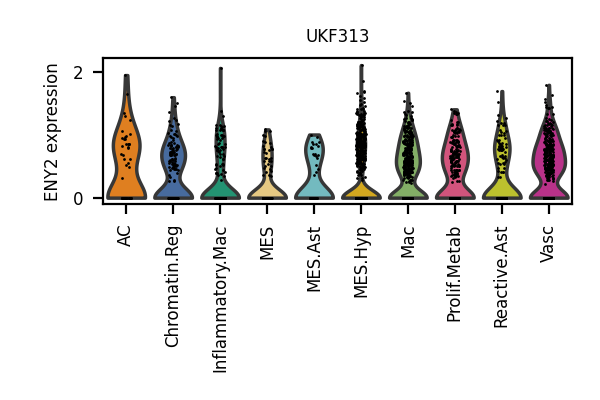 UKF313
ENY2 expression
2
0
AC
Chromatin.Reg
Inflammatory.Mac
MES
MES.Ast
MES.Hyp
Mac
Prolif.Metab
Reactive.Ast
Vasc